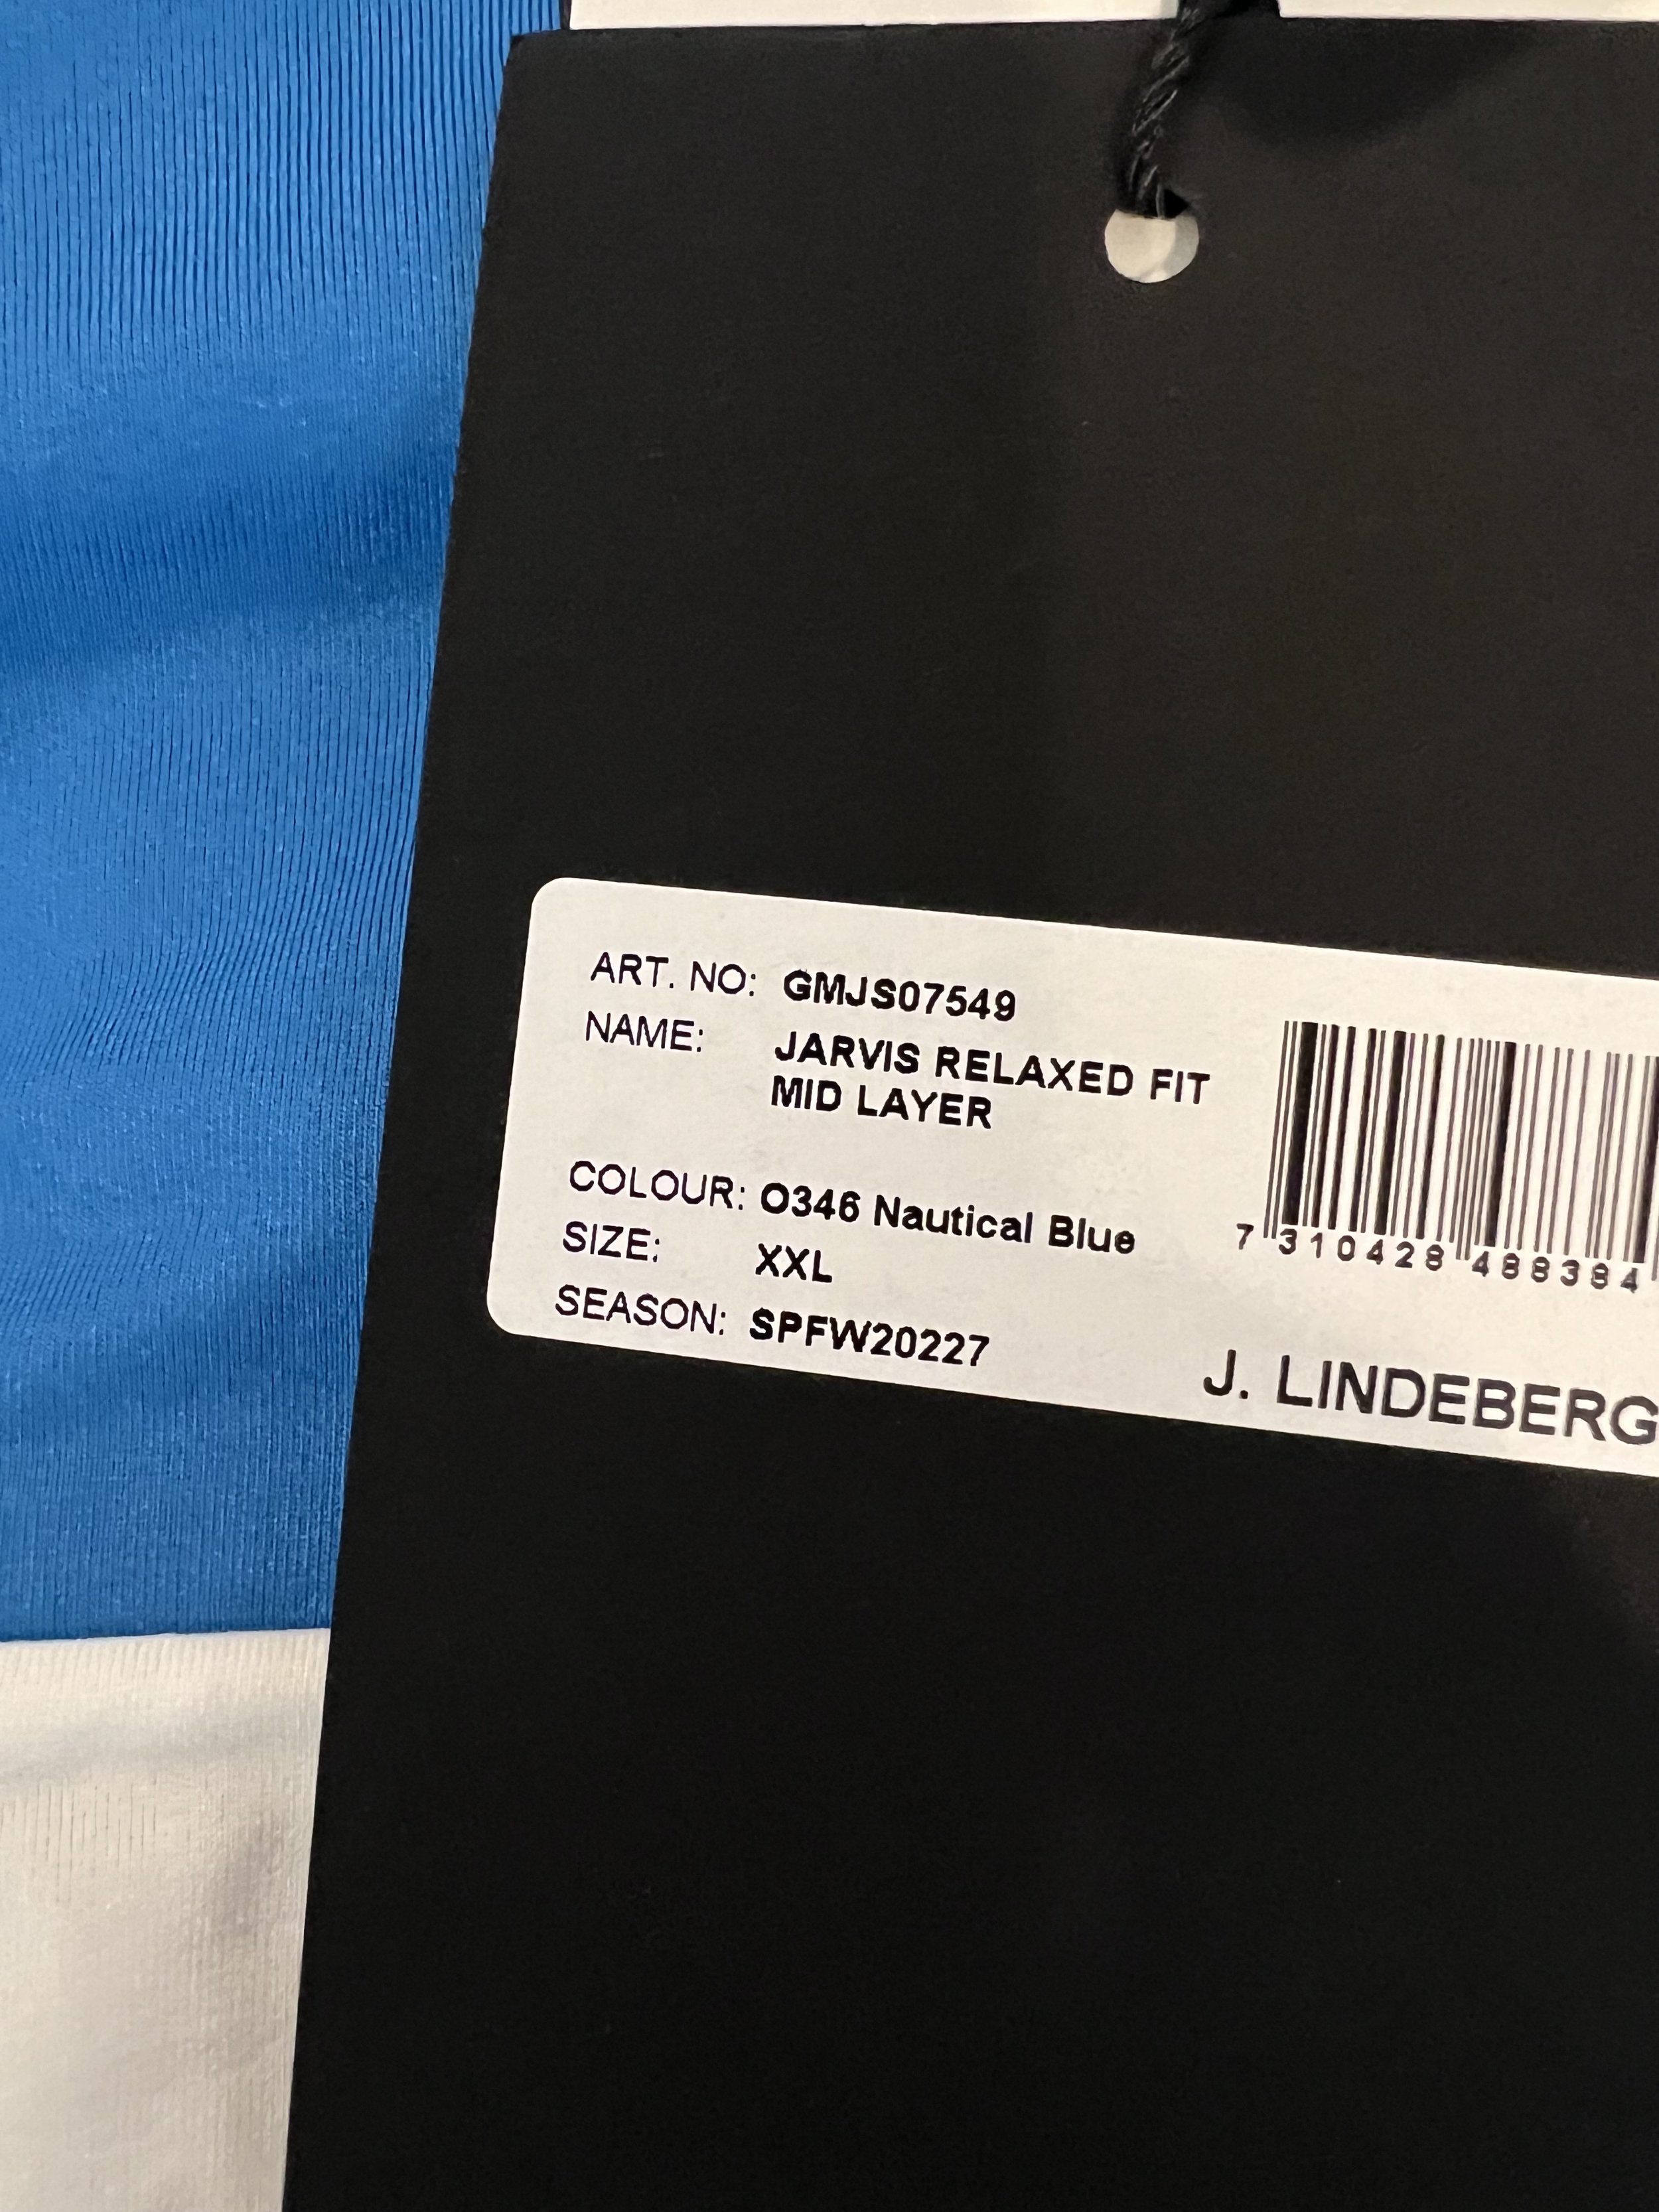 ART. NO: GMJS07549
NAME: JARVIS RELAXED FIT
MID LAYER
COLOUR: O346 Nautical Blue
SIZE: XXL
SEASON: SPFW20227
7 310428 488384
J. LINDEBERG